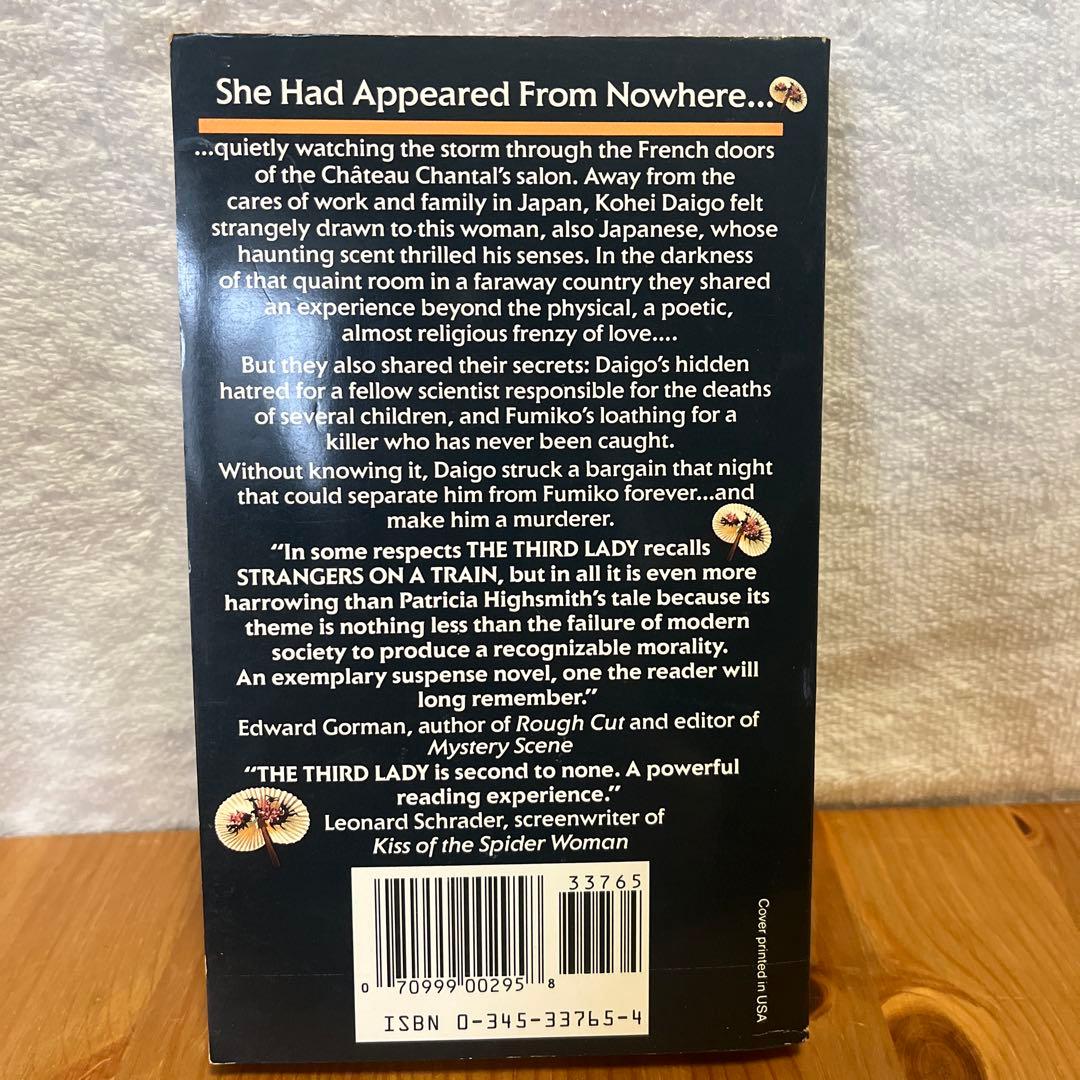 She Had Appeared From Nowhere...
...quietly watching the storm through the French doors
of the Château Chantal's salon. Away from the
cares of work and family in Japan, Kohei Daigo felt
strangely drawn to this woman, also Japanese, whose
haunting scent thrilled his senses. In the darkness
of that quaint room in a faraway country they shared
an experience beyond the physical, a poetic,
almost religious frenzy of love....
But they also shared their secrets: Daigo's hidden
hatred for a fellow scientist responsible for the deaths
of several children, and Fumiko's loathing for a
killer who has never been caught.
Without knowing it, Daigo struck a bargain that night
that could separate him from Fumiko forever...and
make him a murderer.
“In some respects THE THIRD LADY recalls
STRANGERS ON A TRAIN, but in all it is even more
harrowing than Patricia Highsmith's tale because its
theme is nothing less than the failure of modern
society to produce a recognizable morality.
An exemplary suspense novel, one the reader will
long remember.”
Edward Gorman, author of Rough Cut and editor of
Mystery Scene
“THE THIRD LADY is second to none. A powerful
reading experience.”
Leonard Schrader, screenwriter of
Kiss of the Spider Woman
33765
0 70999 00295 8
ISBN 0-345-33765-4
Cover printed in USA